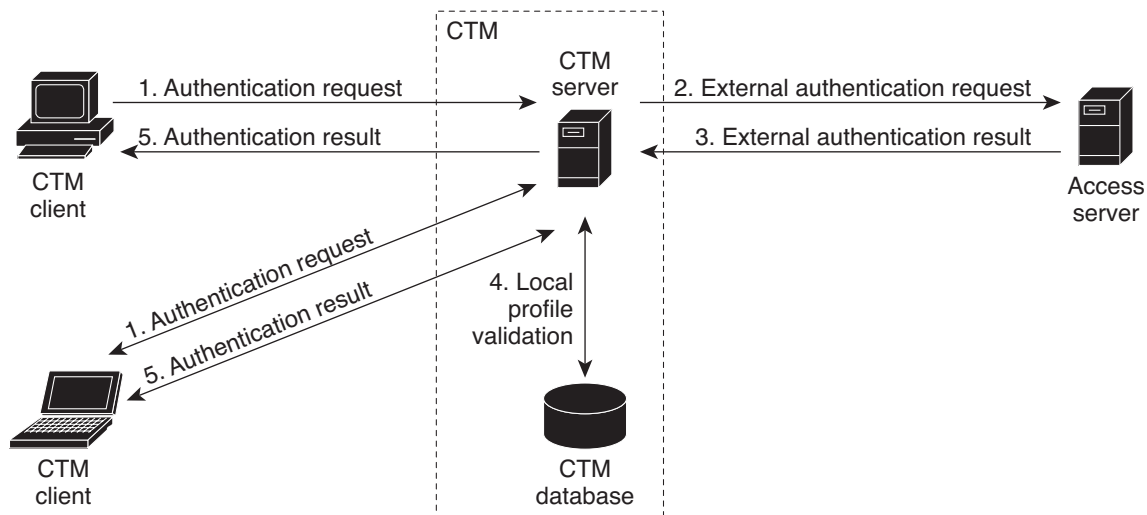 CTM
CTM
server
1. Authentication request
2. External authentication request
5. Authentication result
3. External authentication result
CTM
client
Access
server
1. Authentication request
5. Authentication result
4. Local
profile
validation
CTM
client
CTM
database